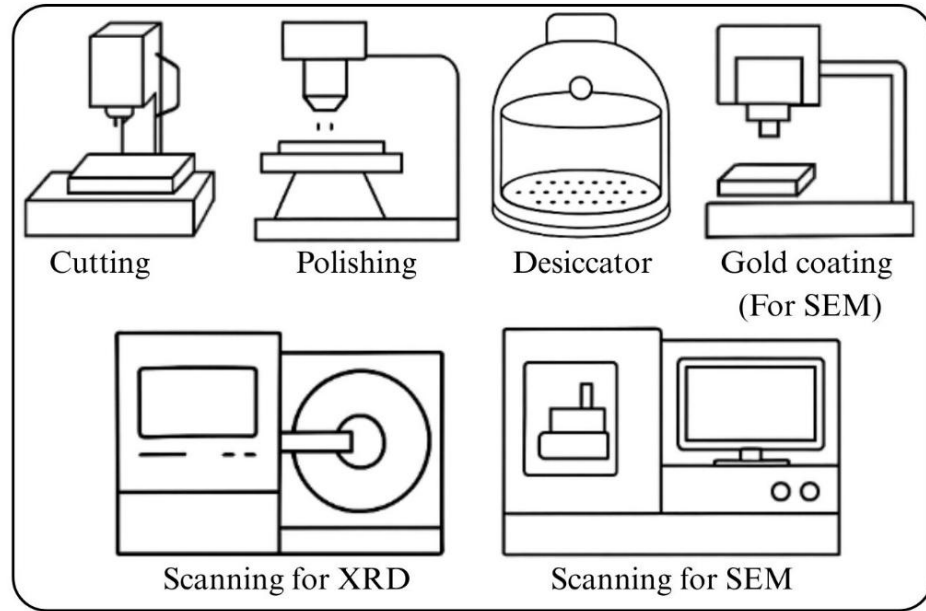 Cutting
Polishing
Desiccator
Gold coating
(For SEM)
Scanning for XRD
Scanning for SEM